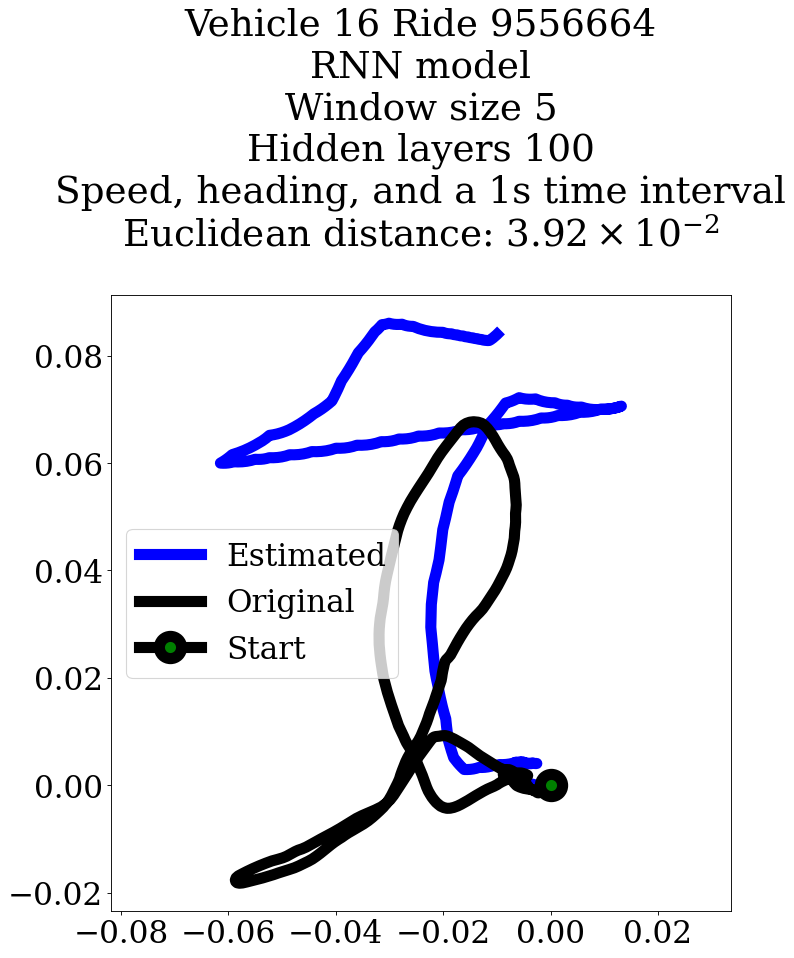 Vehicle 16 Ride 9556664
RNN model
Window size 5
Hidden layers 100
Speed, heading, and a 1s time interval
Euclidean distance: 3.92 × 10⁻²
0.08
0.06
0.04
0.02
0.00
−0.02
Estimated
Original
Start
−0.08
−0.06
−0.04
−0.02
0.00
0.02